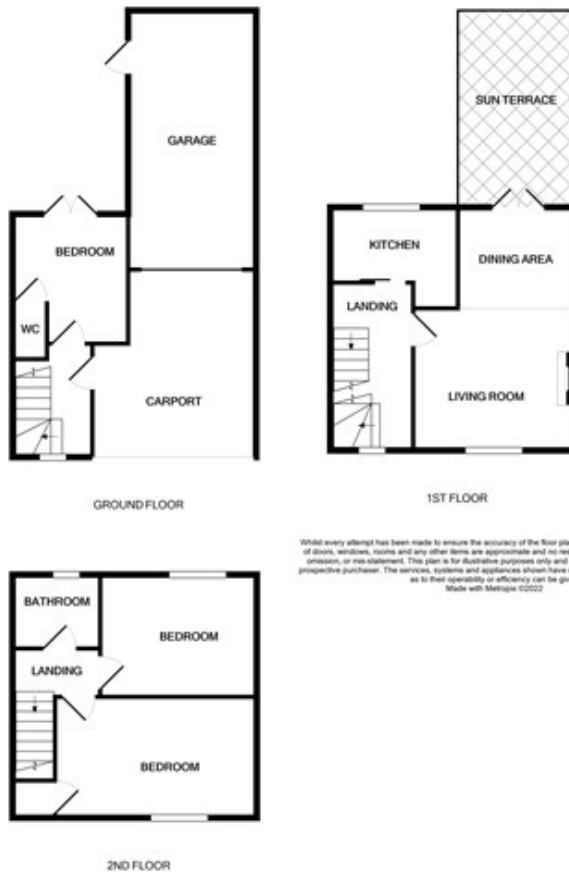 GARAGE
BEDROOM
WC
CARPORT
GROUND FLOOR
SUN TERRACE
KITCHEN
DINING AREA
LANDING
LIVING ROOM
1ST FLOOR
Whilst every attempt has been made to ensure the accuracy of the floor
of doors, windows, rooms and any other items are approximate and no
omission, or mis-statement. This plan is for illustrative purposes only and
prospective purchaser. The services, systems and appliances shown have
as to their operability or efficiency can be
Made with Metropix ©2022
BATHROOM
BEDROOM
LANDING
BEDROOM
2ND FLOOR